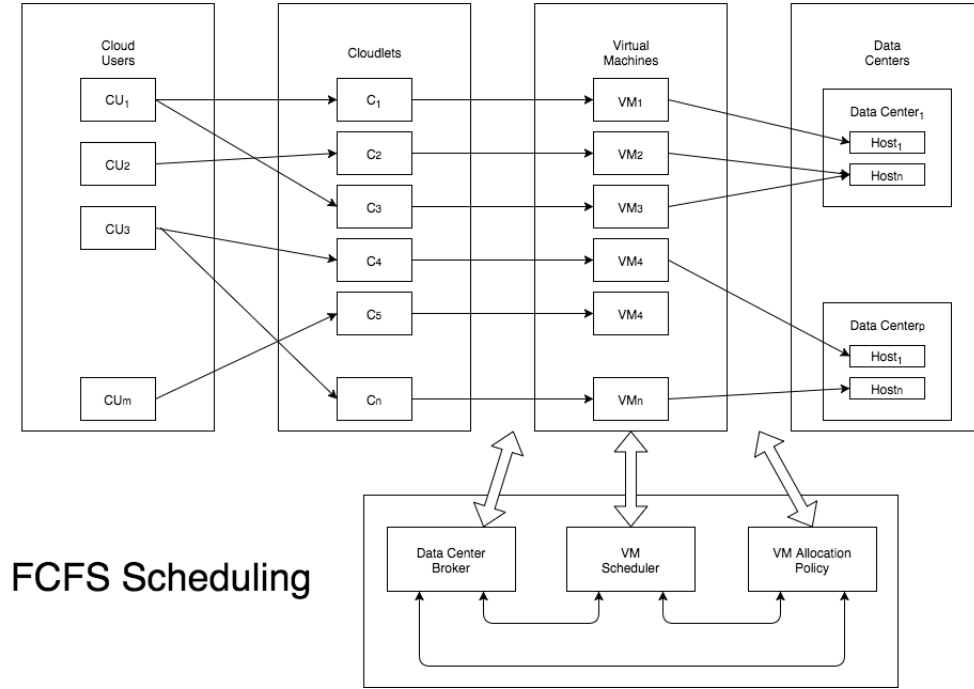 Cloud
Users
CU₁
CU₂
CU₃
CUm
Cloudlets
C₁
C₂
C₃
C₄
C₅
Cn
Virtual
Machines
VM₁
VM₂
VM₃
VM₄
VM₄
VMn
Data
Centers
Data Center₁
Host₁
Hostn
Data Centerp
Host₁
Hostn
FCFS Scheduling
Data Center
Broker
VM
Scheduler
VM Allocation
Policy